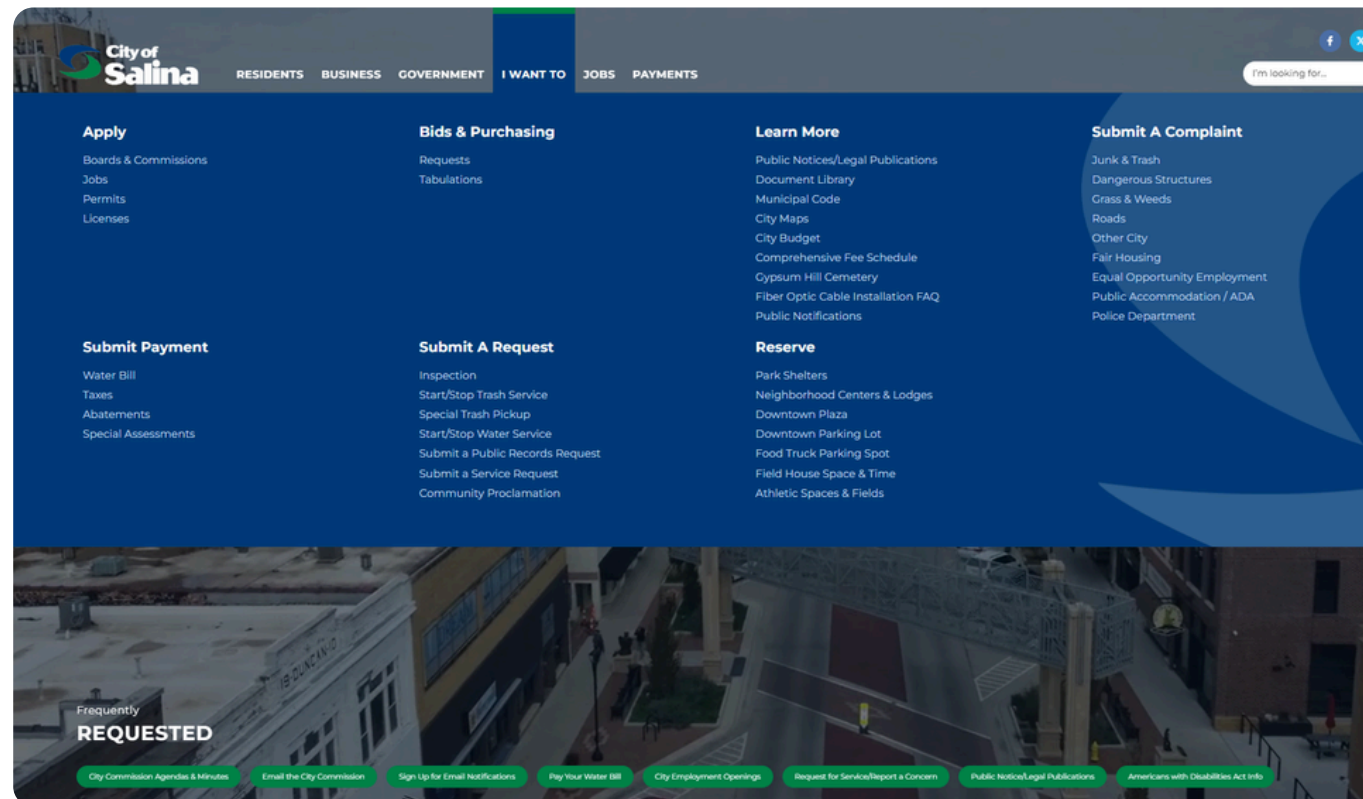 City of
Salina
RESIDENTS BUSINESS GOVERNMENT I WANT TO JOBS PAYMENTS
I'm looking for...
Apply
Boards & Commissions
Jobs
Permits
Licenses
Bids & Purchasing
Requests
Tabulations
Learn More
Public Notices/Legal Publications
Document Library
Municipal Code
City Maps
City Budget
Comprehensive Fee Schedule
Gypsum Hill Cemetery
Fiber Optic Cable Installation FAQ
Public Notifications
Submit A Complaint
Junk & Trash
Dangerous Structures
Grass & Weeds
Roads
Other City
Fair Housing
Equal Opportunity Employment
Public Accommodation / ADA
Police Department
Submit Payment
Water Bill
Taxes
Abatements
Special Assessments
Submit A Request
Inspection
Start/Stop Trash Service
Special Trash Pickup
Start/Stop Water Service
Submit a Public Records Request
Submit a Service Request
Community Proclamation
Reserve
Park Shelters
Neighborhood Centers & Lodges
Downtown Plaza
Downtown Parking Lot
Food Truck Parking Spot
Field House Space & Time
Athletic Spaces & Fields
19-DUNCAN-10
Frequently
REQUESTED
City Commission Agendas & Minutes
Email the City Commission
Sign Up for Email Notifications
Pay Your Water Bill
City Employment Openings
Request for Service/Report a Concern
Public Notice/Legal Publications
Americans with Disabilities Act Info